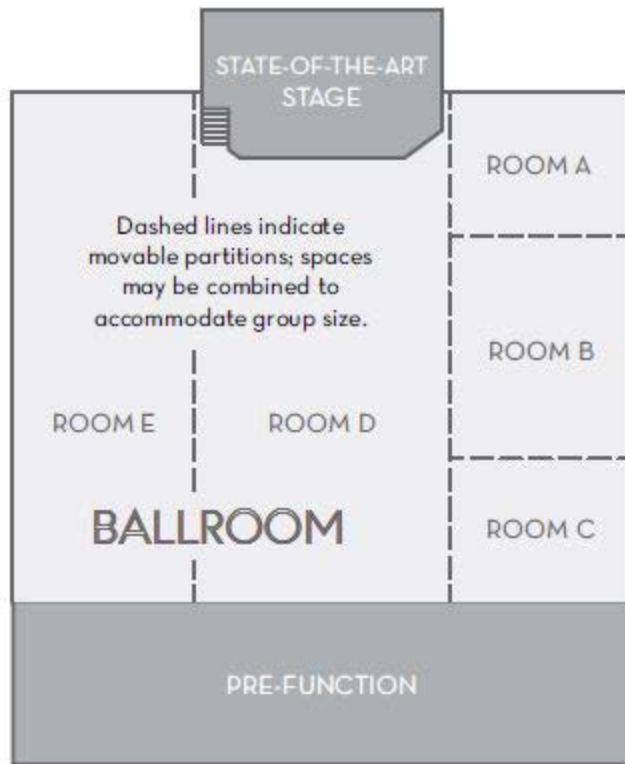 STATE-OF-THE-ART
STAGE
ROOM A
Dashed lines indicate
movable partitions; spaces
may be combined to
accommodate group size.
ROOM B
ROOM E
ROOM D
BALLROOM
ROOM C
PRE-FUNCTION